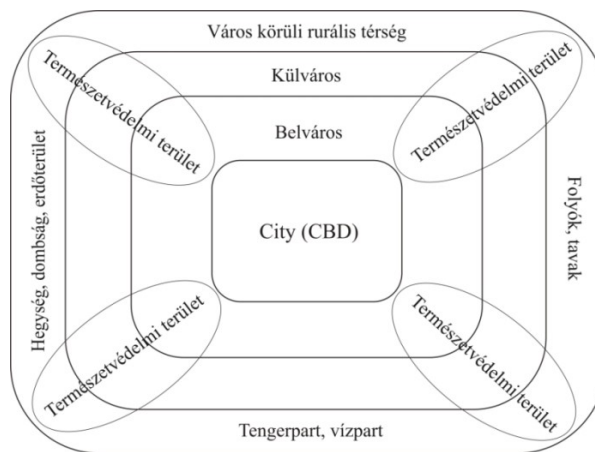 Város körüli rurális térség
Természetvédelmi terület
Külváros
Természetvédelmi terület
Belváros
Hegység, dombság, erdőterület
City (CBD)
Folyók, tavak
Természetvédelmi terület
Természetvédelmi terület
Tengerpart, vízpart